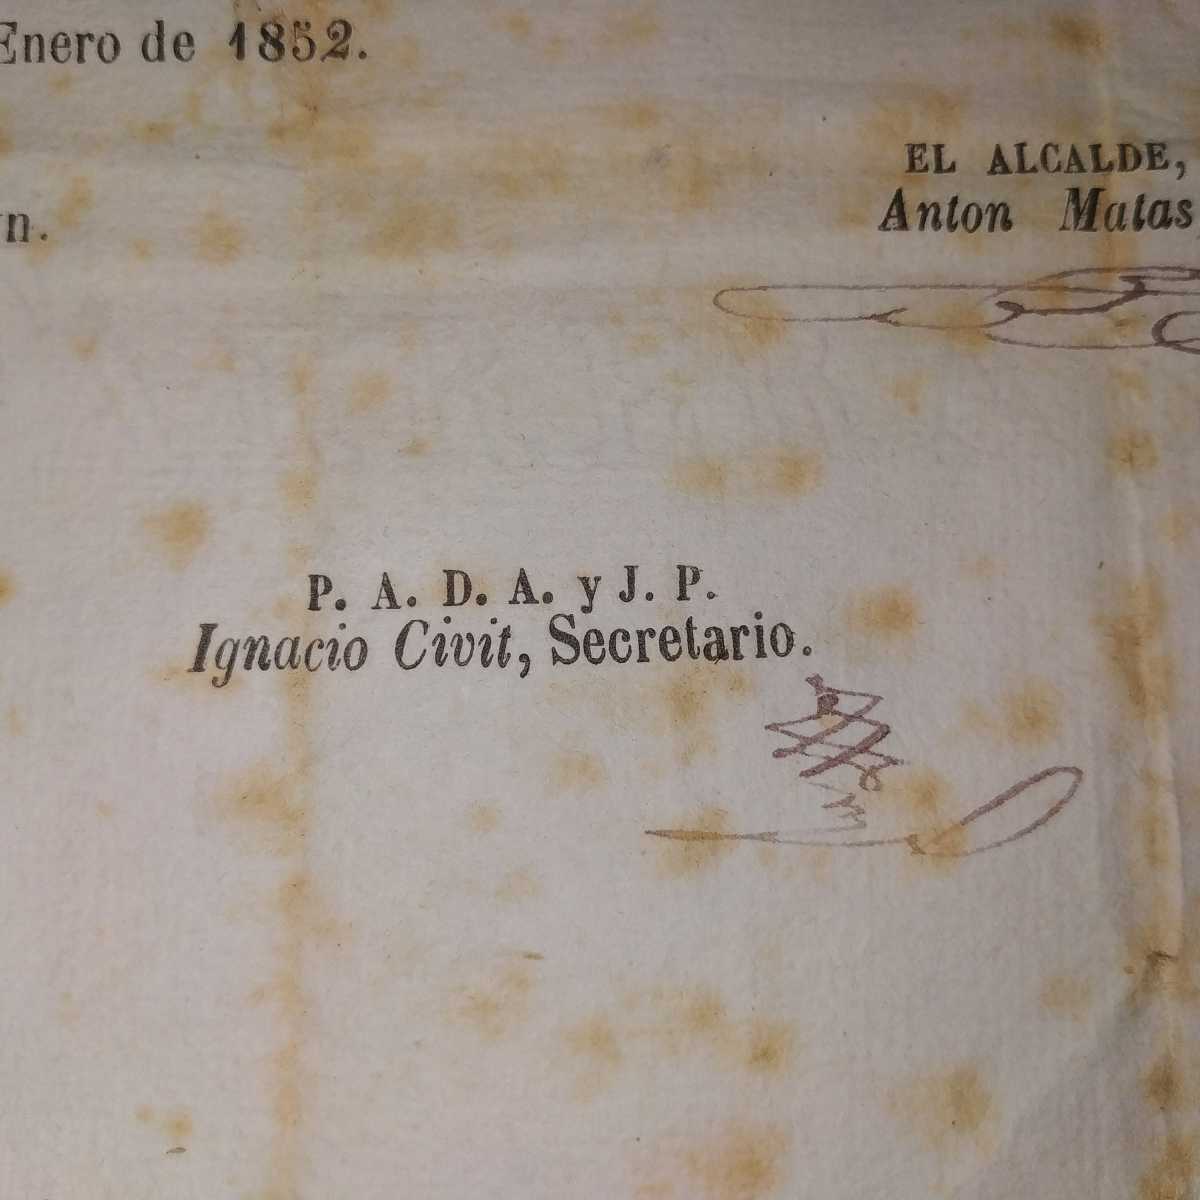 Enero de 1852.
EL ALCALDE,
Anton Matas,
n.
P. A. D. A. y J. P.
Ignacio Civit, Secretario.